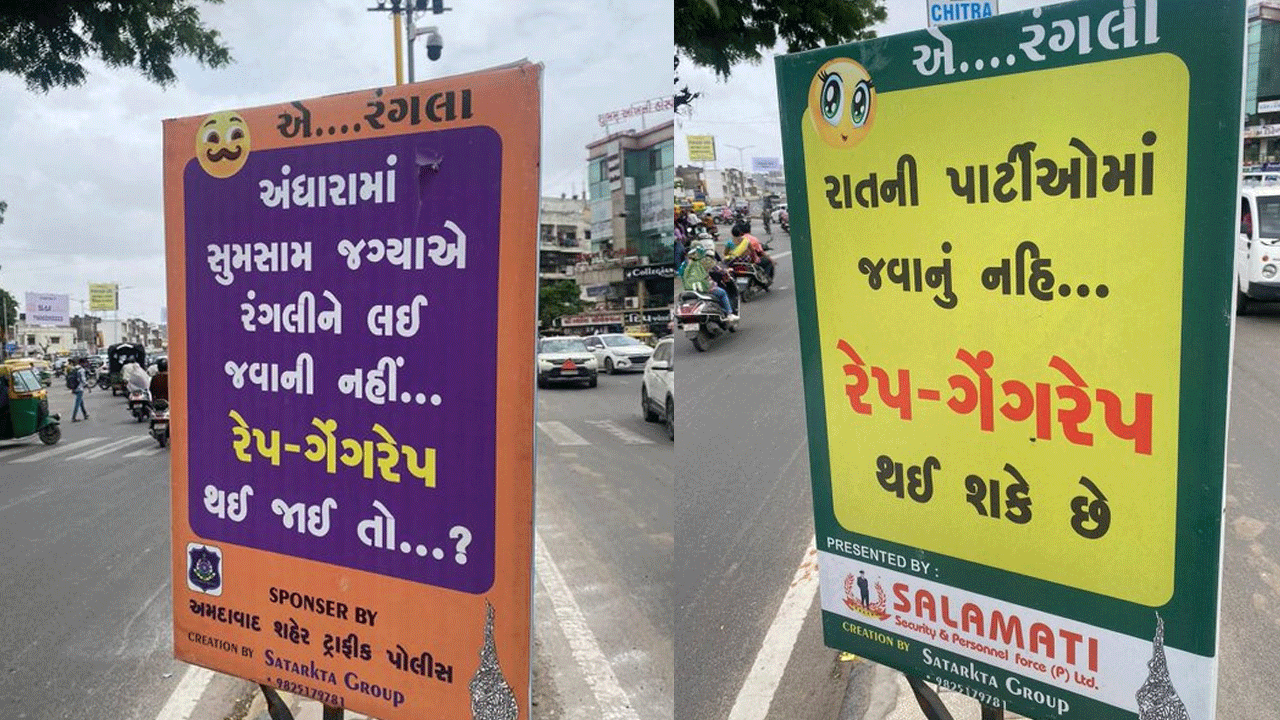 એ....રંગલા
અંધારામાં
સુમસામ જગ્યાએ
રંગલીને લઈ
જવાની નહીં...
રેપ-ગેંગરેપ
થઈ જાઈ તો...?
SPONSER BY
અમદાવાદ શહેર ટ્રાફીક પોલીસ
CREATION BY SATARKTA GROUP
CHITRA
એ....રંગલી
રાતની પાર્ટીઓમાં
જવાનું નહિ...
રેપ-ગેંગરેપ
થઈ શકે છે
PRESENTED BY :
SALAMATI
Security & Personnel force (P) Ltd.
CREATION BY SATARKTA GROUP